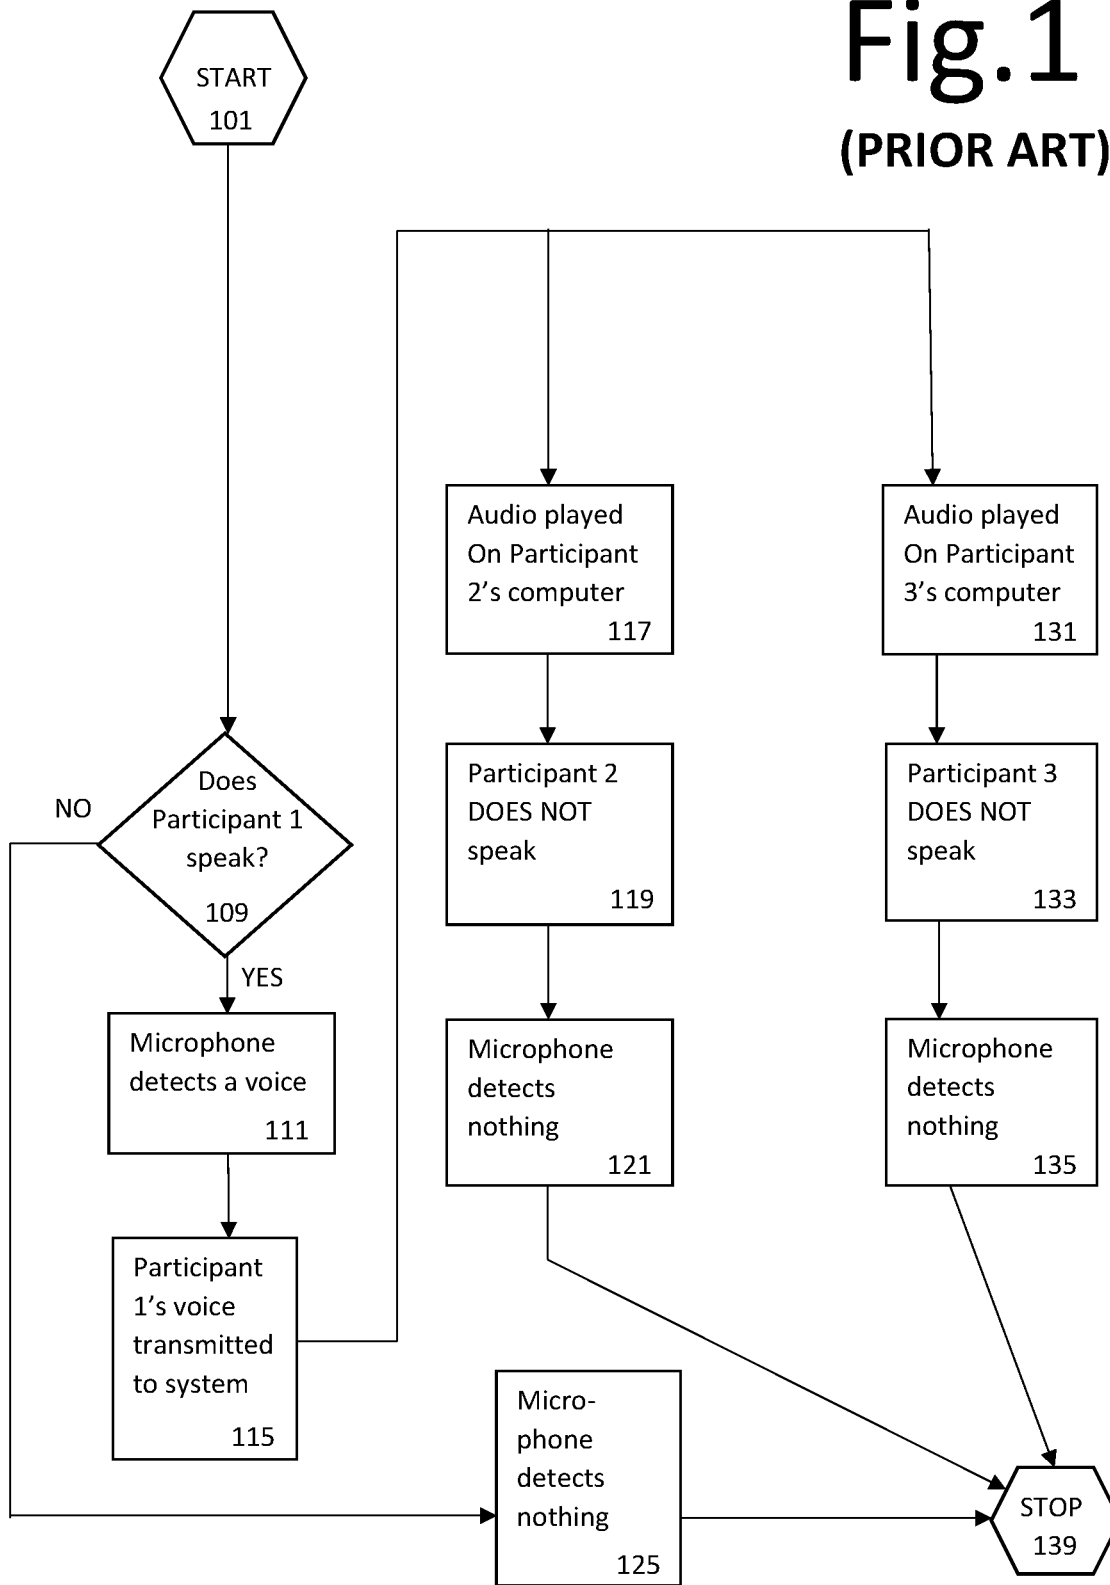 Fig.1
(PRIOR ART)
START
101
Does
Participant 1
speak?
109
NO
YES
Microphone
detects a voice
111
Participant
1’s voice
transmitted
to system
115
Audio played
On Participant
2’s computer
117
Participant 2
DOES NOT
speak
119
Microphone
detects
nothing
121
Audio played
On Participant
3’s computer
131
Participant 3
DOES NOT
speak
133
Microphone
detects
nothing
135
Micro-
phone
detects
nothing
125
STOP
139